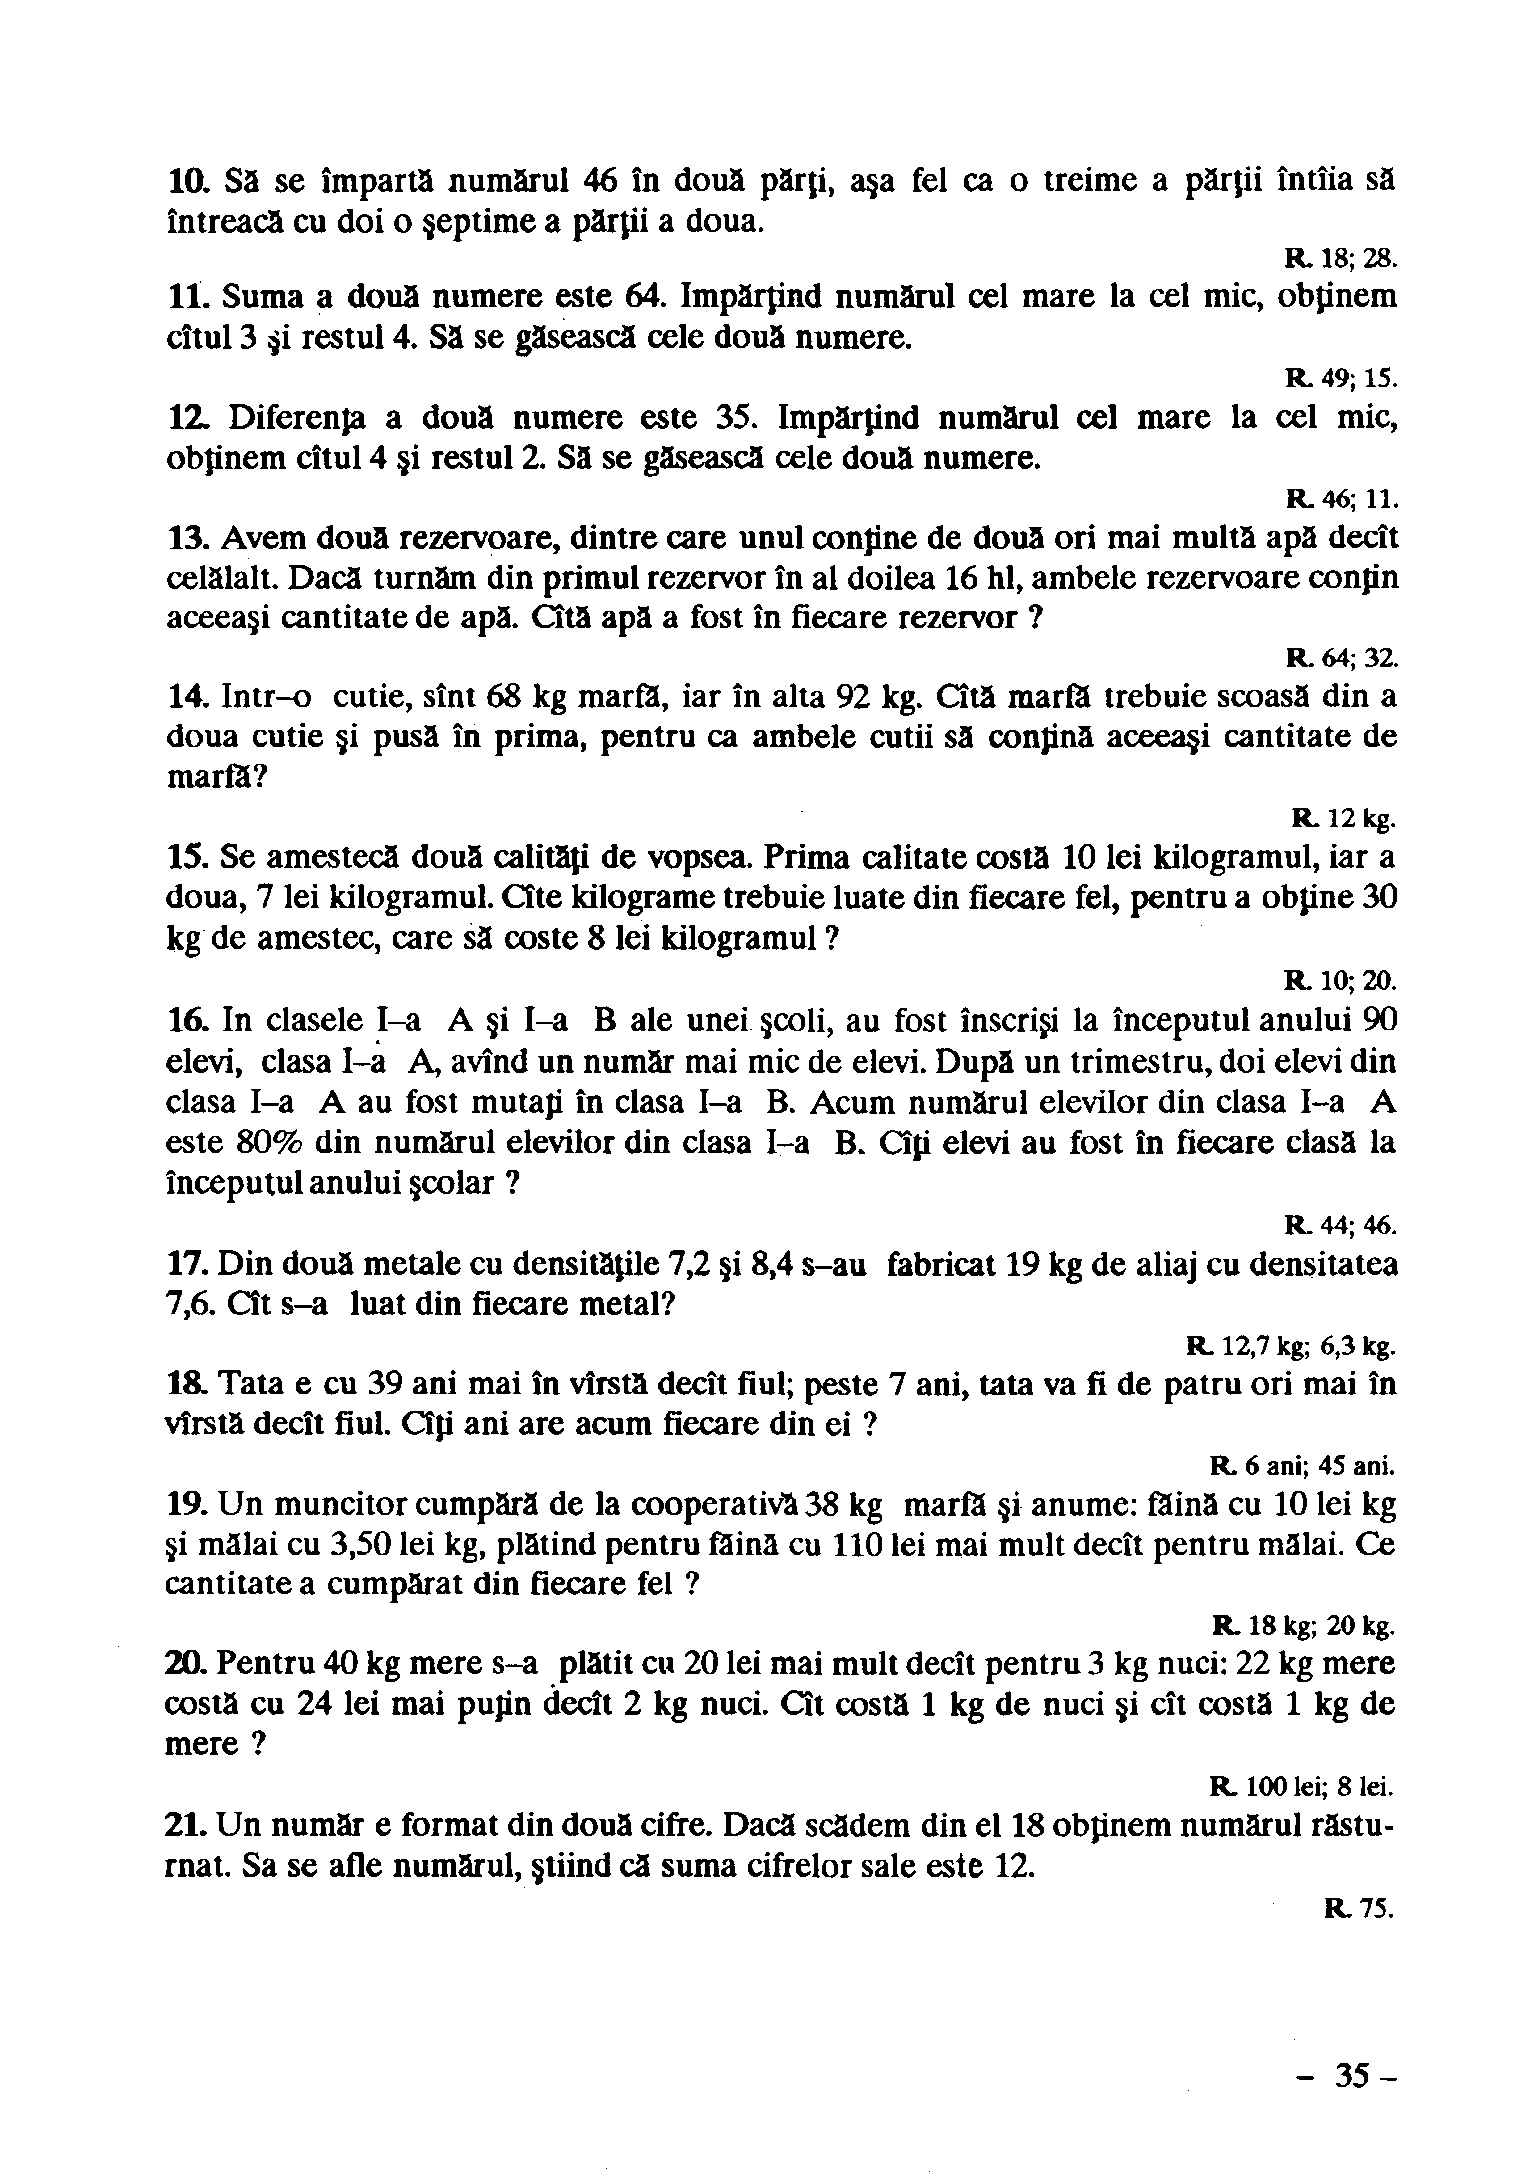 10. Să se împartă numărul 46 în două părţi, aşa fel ca o treime a părţii întîia să
întreacă cu doi o şeptime a părţii a doua.
R. 18; 28.
11. Suma a două numere este 64. Impărţind numărul cel mare la cel mic, obţinem
cîtul 3 şi restul 4. Să se găsească cele două numere.
R. 49; 15.
12. Diferenţa a două numere este 35. Impărţind numărul cel mare la cel mic,
obţinem cîtul 4 şi restul 2. Să se găsească cele două numere.
R. 46; 11.
13. Avem două rezervoare, dintre care unul conţine de două ori mai multă apă decît
celălalt. Dacă turnăm din primul rezervor în al doilea 16 hl, ambele rezervoare conţin
aceeaşi cantitate de apă. Cîtă apă a fost în fiecare rezervor ?
R. 64; 32.
14. Intr–o cutie, sînt 68 kg marfă, iar în alta 92 kg. Cîtă marfă trebuie scoasă din a
doua cutie şi pusă în prima, pentru ca ambele cutii să conţină aceeaşi cantitate de
marfă?
R. 12 kg.
15. Se amestecă două calităţi de vopsea. Prima calitate costă 10 lei kilogramul, iar a
doua, 7 lei kilogramul. Cîte kilograme trebuie luate din fiecare fel, pentru a obţine 30
kg de amestec, care să coste 8 lei kilogramul ?
R. 10; 20.
16. In clasele I–a A şi I–a B ale unei şcoli, au fost înscrişi la începutul anului 90
elevi, clasa I–a A, avînd un număr mai mic de elevi. După un trimestru, doi elevi din
clasa I–a A au fost mutaţi în clasa I–a B. Acum numărul elevilor din clasa I–a A
este 80% din numărul elevilor din clasa I–a B. Cîţi elevi au fost în fiecare clasă la
începutul anului şcolar ?
R. 44; 46.
17. Din două metale cu densităţile 7,2 şi 8,4 s–au fabricat 19 kg de aliaj cu densitatea
7,6. Cît s–a luat din fiecare metal?
R. 12,7 kg; 6,3 kg.
18. Tata e cu 39 ani mai în vîrstă decît fiul; peste 7 ani, tata va fi de patru ori mai în
vîrstă decît fiul. Cîţi ani are acum fiecare din ei ?
R. 6 ani; 45 ani.
19. Un muncitor cumpără de la cooperativă 38 kg marfă şi anume: făină cu 10 lei kg
şi mălai cu 3,50 lei kg, plătind pentru făină cu 110 lei mai mult decît pentru mălai. Ce
cantitate a cumpărat din fiecare fel ?
R. 18 kg; 20 kg.
20. Pentru 40 kg mere s–a plătit cu 20 lei mai mult decît pentru 3 kg nuci: 22 kg mere
costă cu 24 lei mai puţin decît 2 kg nuci. Cît costă 1 kg de nuci şi cît costă 1 kg de
mere ?
R. 100 lei; 8 lei.
21. Un număr e format din două cifre. Dacă scădem din el 18 obţinem numărul răstu-
rnat. Sa se afle numărul, ştiind că suma cifrelor sale este 12.
R. 75.
– 35 –